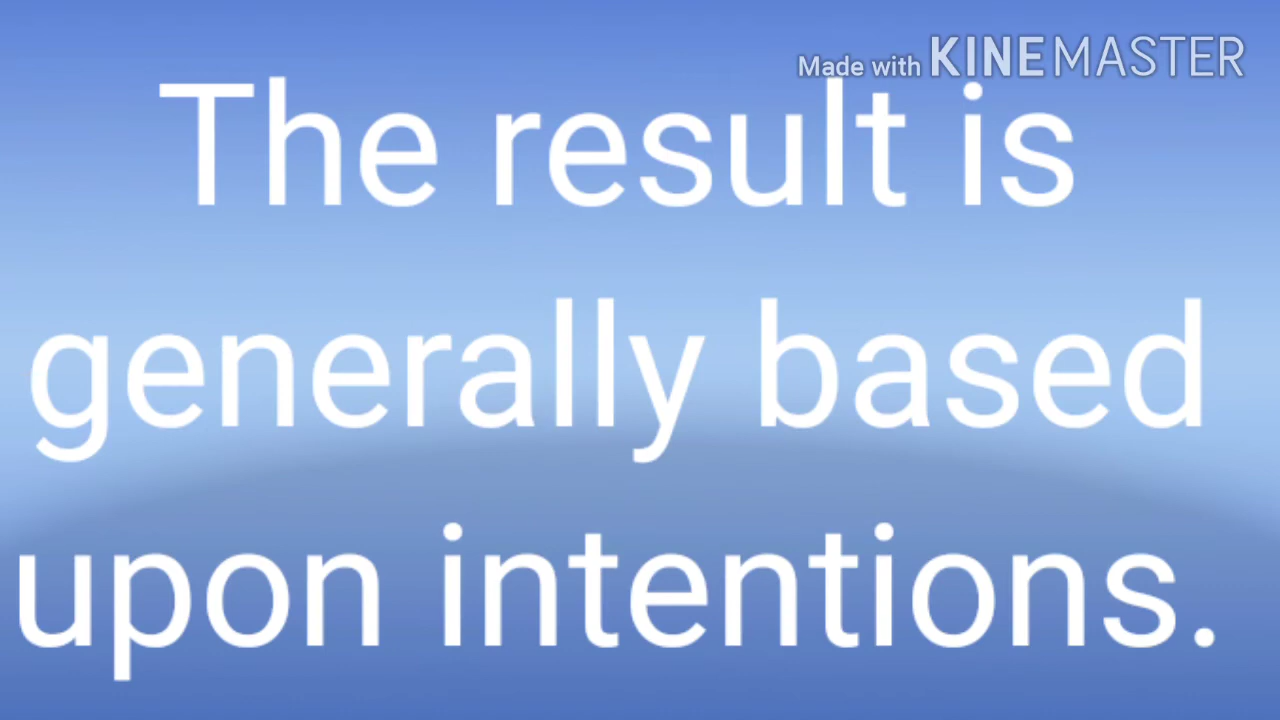 Made with KINEMASTER
The result is
generally based
upon intentions.